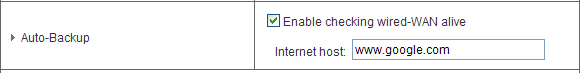 Enable checking wired-WAN alive
Auto-Backup
Internet host: www.google.com